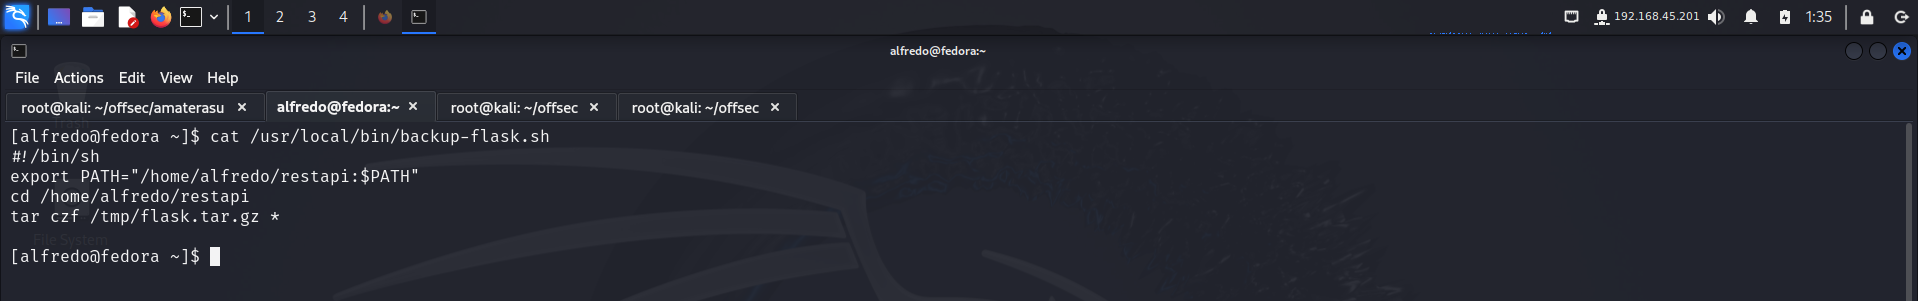 1 2 3 4 192.168.45.201 1:35
alfredo@fedora:~
File Actions Edit View Help
root@kali: ~/offsec/amaterasu × alfredo@fedora:~ × root@kali: ~/offsec × root@kali: ~/offsec ×
[alfredo@fedora ~]$ cat /usr/local/bin/backup-flask.sh
#!/bin/sh
export PATH="/home/alfredo/restapi:$PATH"
cd /home/alfredo/restapi
tar czf /tmp/flask.tar.gz *
File System
[alfredo@fedora ~]$